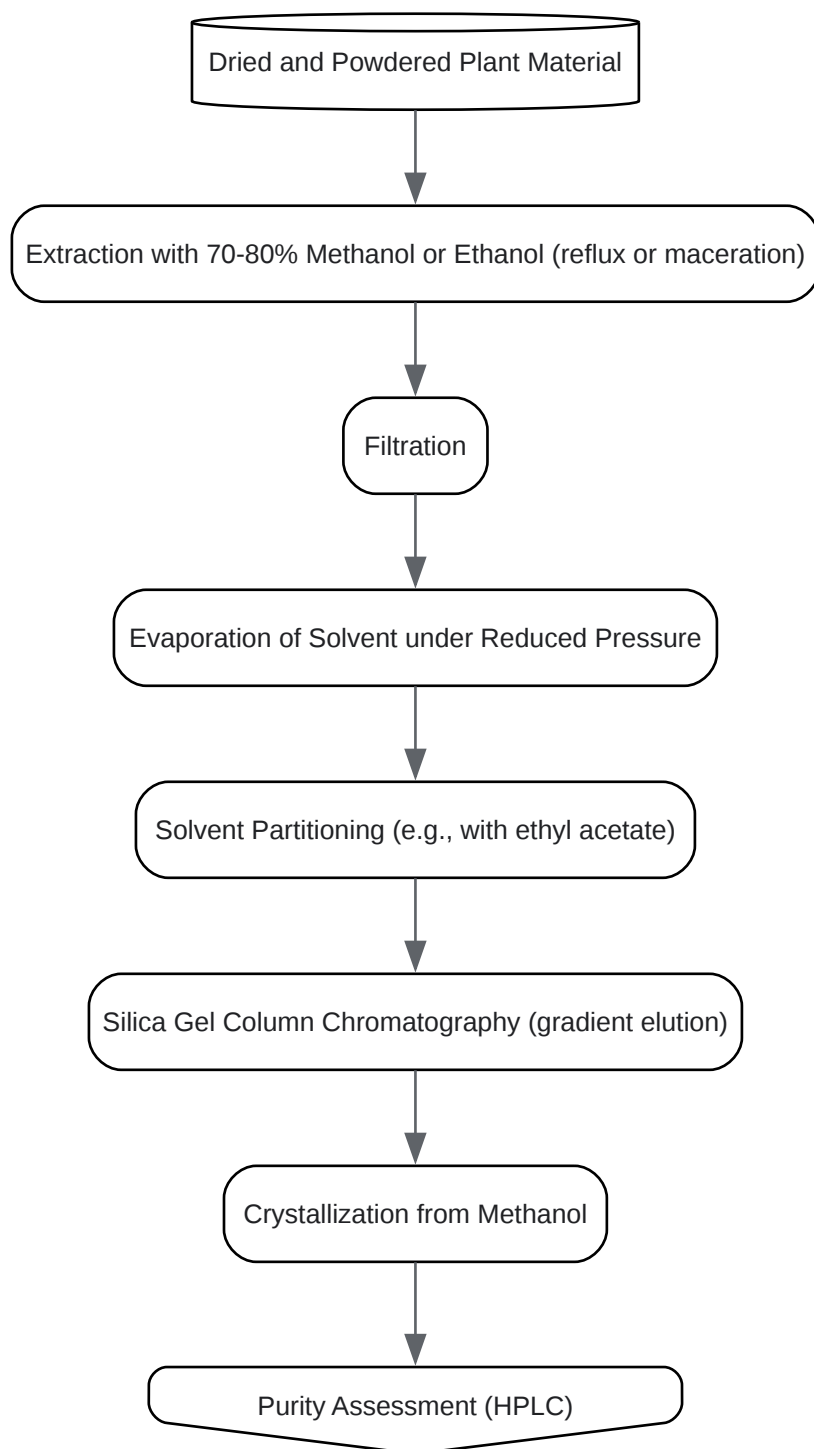 Dried and Powdered Plant Material
Extraction with 70-80% Methanol or Ethanol (reflux or maceration)
Filtration
Evaporation of Solvent under Reduced Pressure
Solvent Partitioning (e.g., with ethyl acetate)
Silica Gel Column Chromatography (gradient elution)
Crystallization from Methanol
Purity Assessment (HPLC)